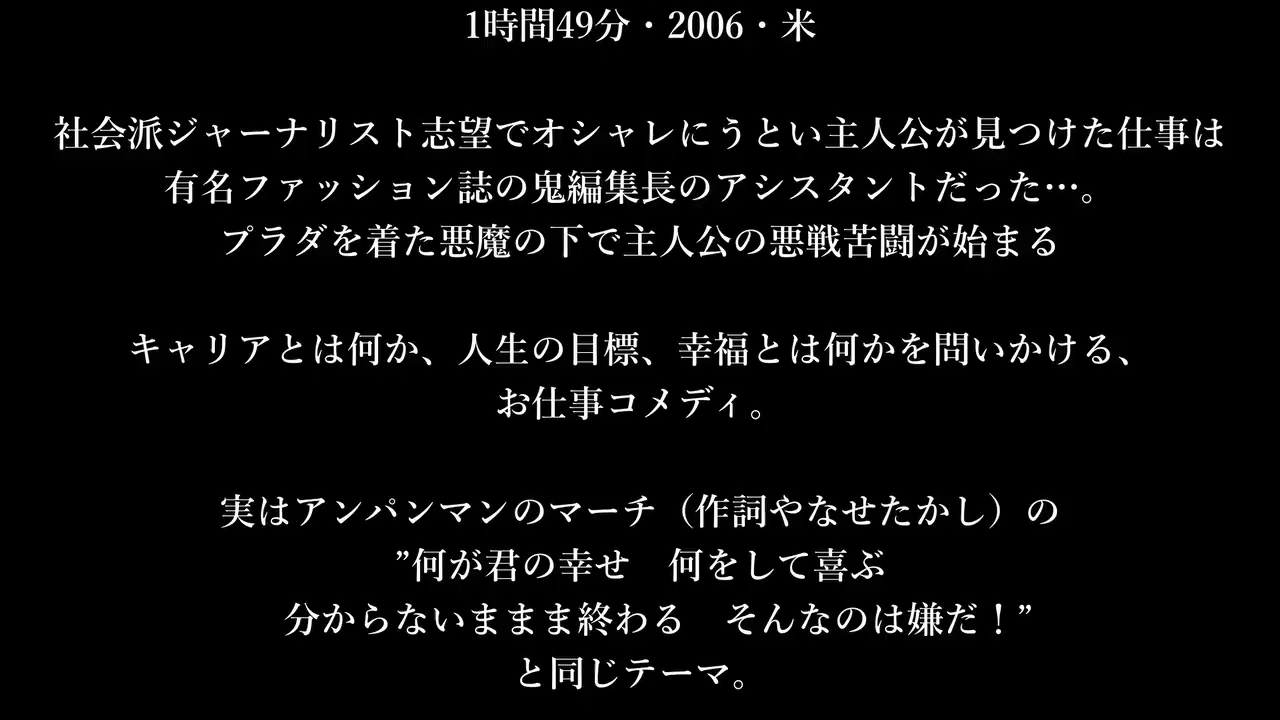 1時間49分・2006・米
社会派ジャーナリスト志望でオシャレにうとい主人公が見つけた仕事は
有名ファッション誌の鬼編集長のアシスタントだった…。
プラダを着た悪魔の下で主人公の悪戦苦闘が始まる
キャリアとは何か、人生の目標、幸福とは何かを問いかける、
お仕事コメディ。
実はアンパンマンのマーチ（作詞やなせたかし）の
”何が君の幸せ　何をして喜ぶ
分からないままま終わる　そんなのは嫌だ！”
と同じテーマ。